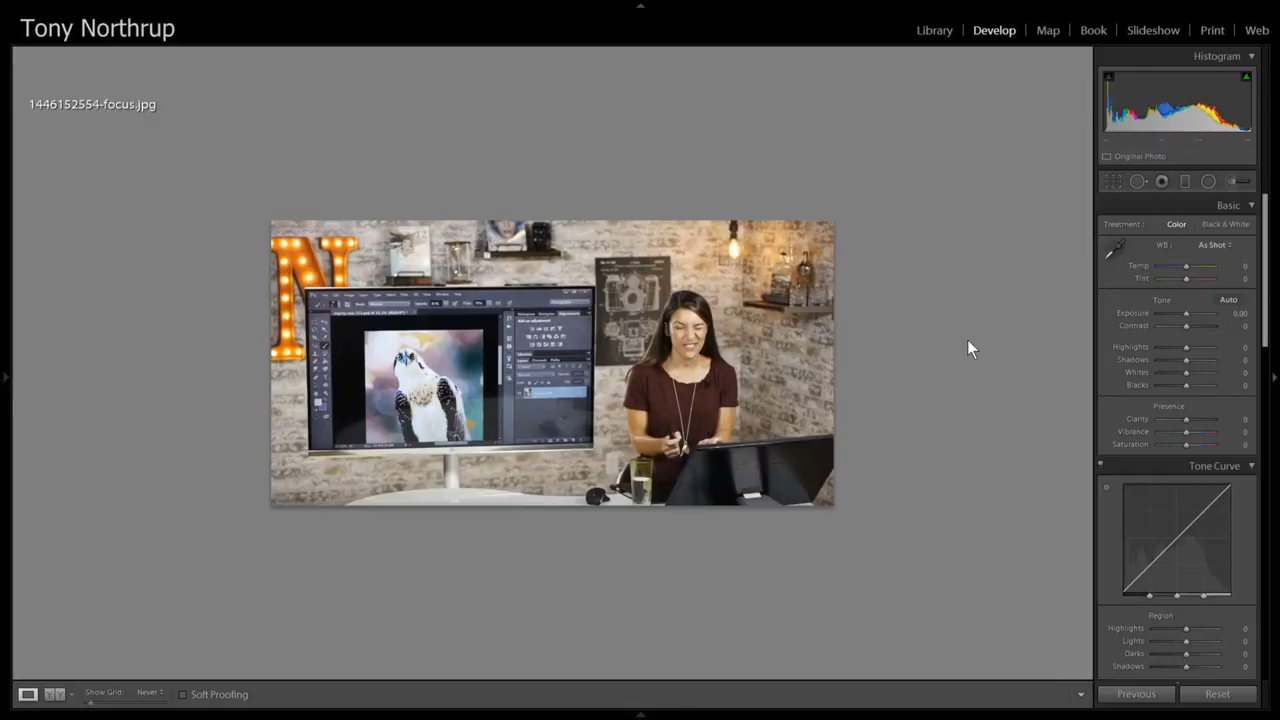 Tony Northrup
Library | Develop | Map | Book | Slideshow | Print | Web
1446152554-focus.jpg
Histogram
Original Photo
Basic
Treatment: Color Black & White
WB: As Shot
Temp 0
Tint 0
Tone Auto
Exposure 0.00
Contrast 0
Highlights 0
Shadows 0
Whites 0
Blacks 0
Presence
Clarity 0
Vibrance 0
Saturation 0
Tone Curve
Region
Highlights 0
Lights 0
Darks 0
Shadows 0
N
Show Grid: Never
Soft Proofing
Previous
Reset